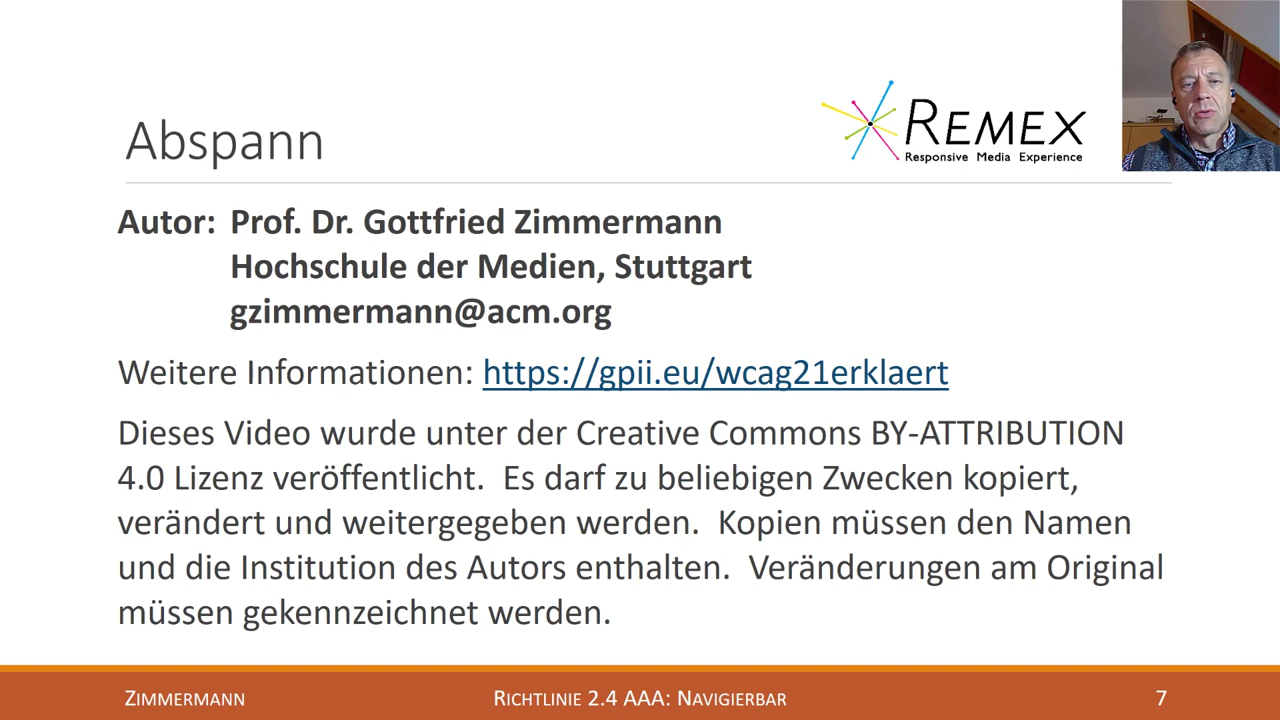 Abspann
REMEX
Responsive Media Experience
Autor: Prof. Dr. Gottfried Zimmermann
Hochschule der Medien, Stuttgart
gzimmermann@acm.org
Weitere Informationen: https://gpii.eu/wcag21erklaert
Dieses Video wurde unter der Creative Commons BY-ATTRIBUTION
4.0 Lizenz veröffentlicht. Es darf zu beliebigen Zwecken kopiert,
verändert und weitergegeben werden. Kopien müssen den Namen
und die Institution des Autors enthalten. Veränderungen am Original
müssen gekennzeichnet werden.
Zimmermann
Richtlinie 2.4 AAA: Navigierbar
7